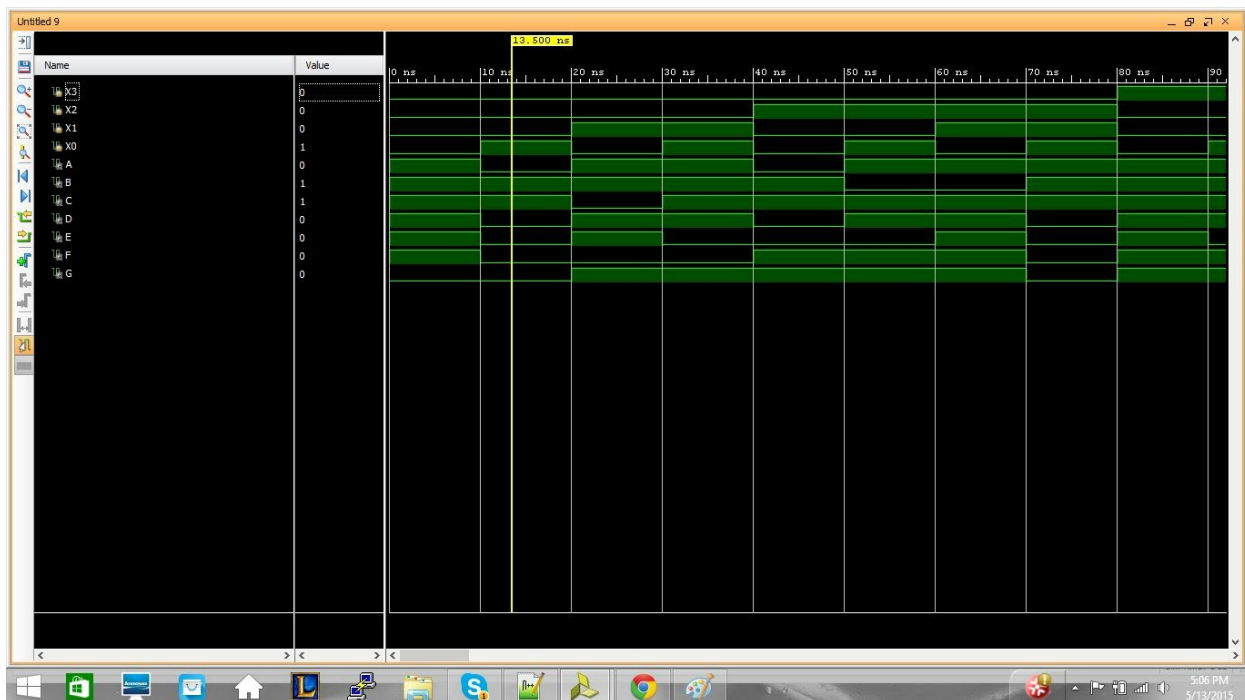 Untitled 9
13.500 ns
Name Value
0 ns 10 ns 20 ns 30 ns 40 ns 50 ns 60 ns 70 ns 80 ns 90
X3 0
X2 0
X1 0
X0 1
A 0
B 1
C 1
D 0
E 0
F 0
G 0
5:06 PM
5/13/2015